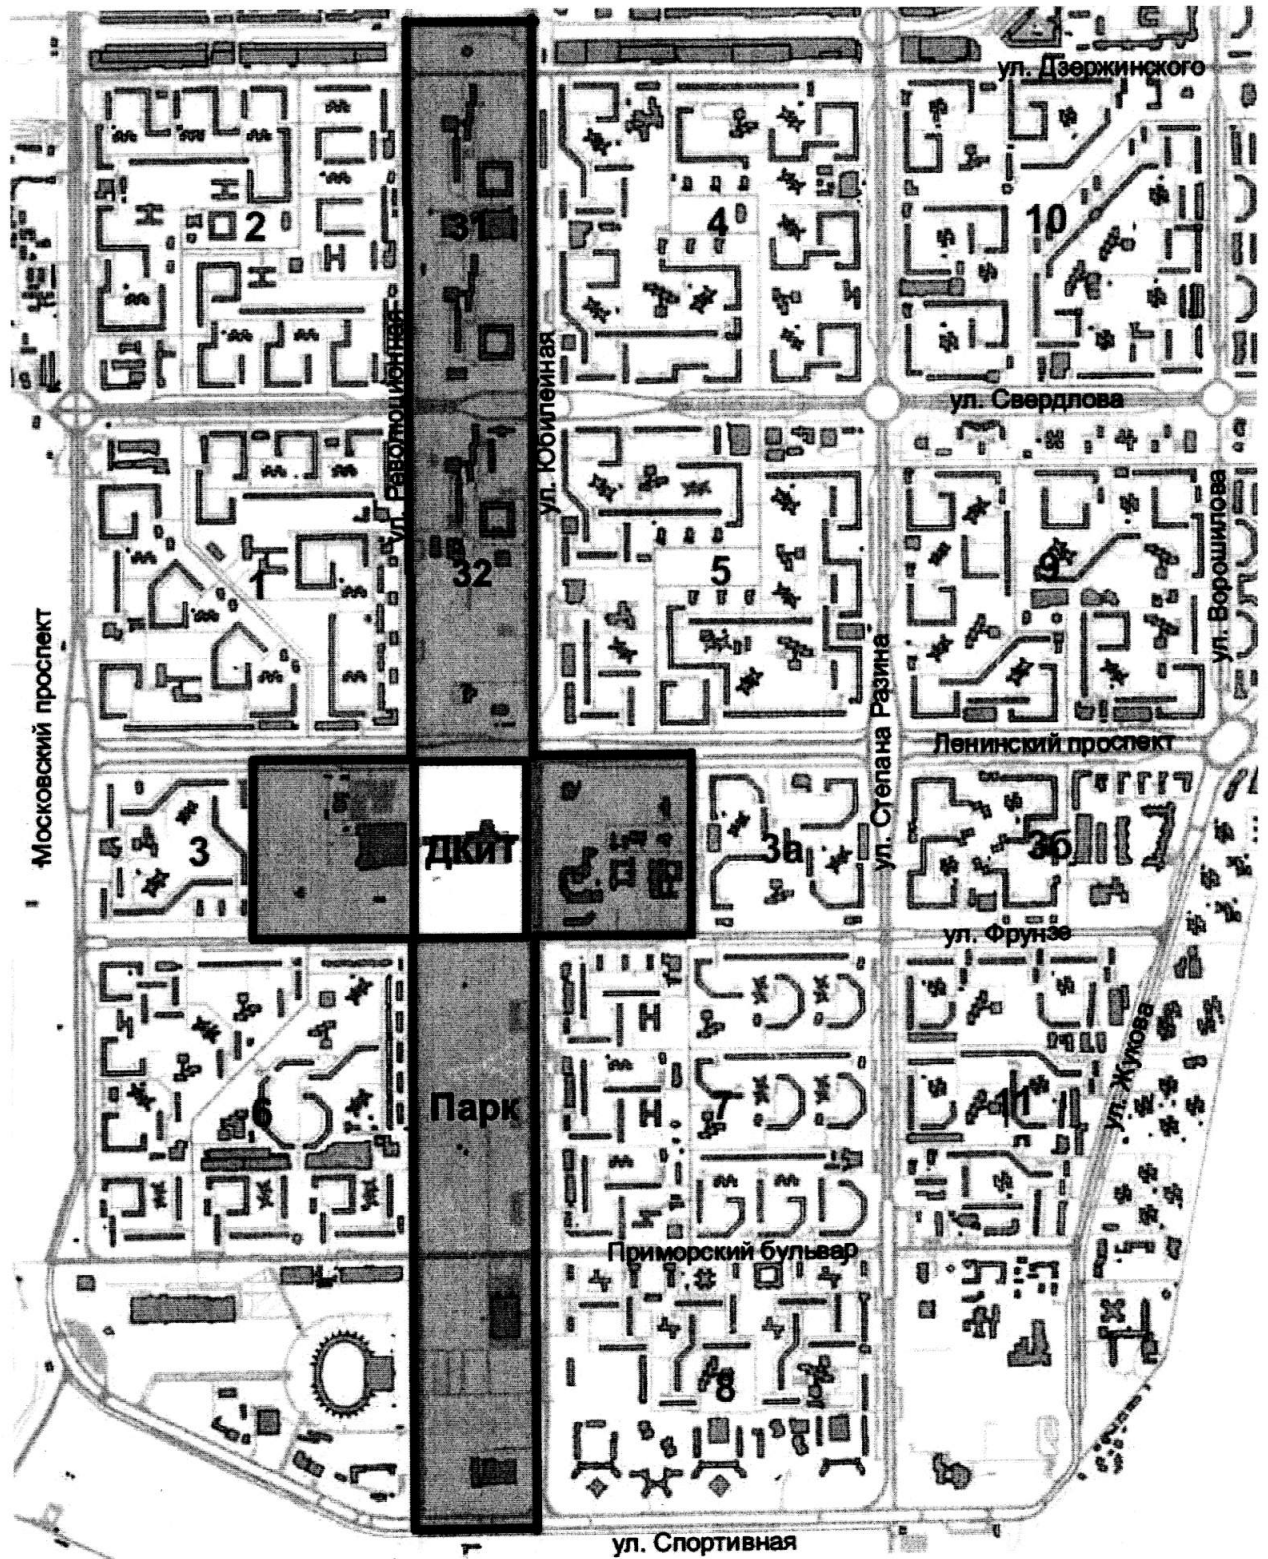 ул. Дзержинского
2
31
4
10
ул. Революционная
ул. Юбилейная
ул. Свердлова
1
32
5
9
ул. Ворошилова
Московский проспект
ул. Степана Разина
Ленинский проспект
3
ДКиТ
3а
3б
ул. Фрунзе
6
Парк
7
11
ул. Жукова
Приморский бульвар
8
ул. Спортивная